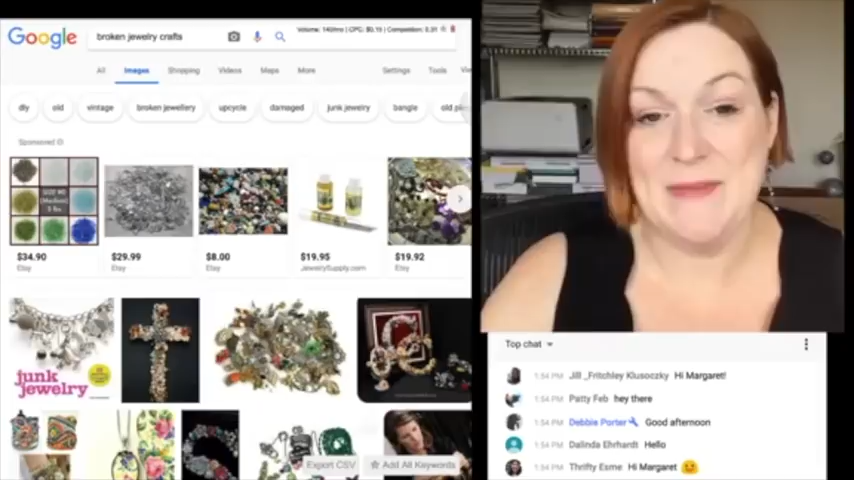 Google
broken jewelry crafts
Volume: 140/mo | CPC: $0.15 | Competition: 0.31
All Images Shopping Videos Maps More Settings Tools
diy old vintage broken jewellery upcycle damaged junk jewelry bangle
Sponsored
SIZE
(Medium)
$34.90 $29.99 $8.00 $19.95 $19.92
Etsy Etsy Etsy JewelrySupply.com Etsy
junk
jewelry
Export CSV Add All Keywords
Top chat
1:54 PM Jill _Fritchley Klusoczky Hi Margaret!
1:54 PM Patty Feb hey there
1:54 PM Debbie Porter Good afternoon
1:54 PM Dalinda Ehrhardt Hello
1:54 PM Thrifty Esme Hi Margaret